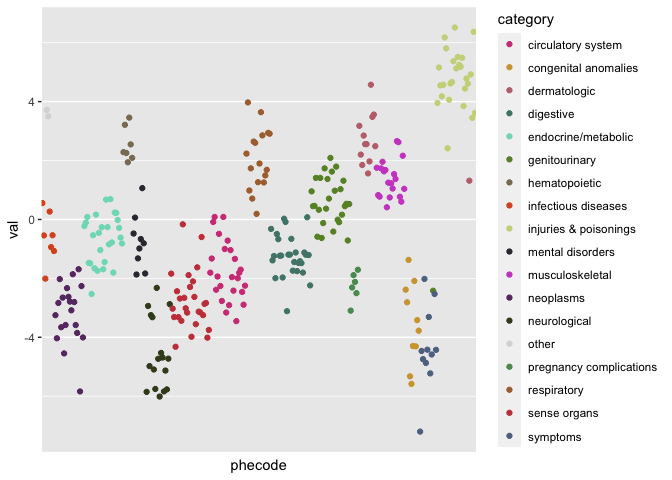 category
circulatory system
congenital anomalies
dermatologic
digestive
endocrine/metabolic
genitourinary
hematopoietic
infectious diseases
injuries & poisonings
mental disorders
musculoskeletal
neoplasms
neurological
other
pregnancy complications
respiratory
sense organs
symptoms
4
0
-4
val
phecode